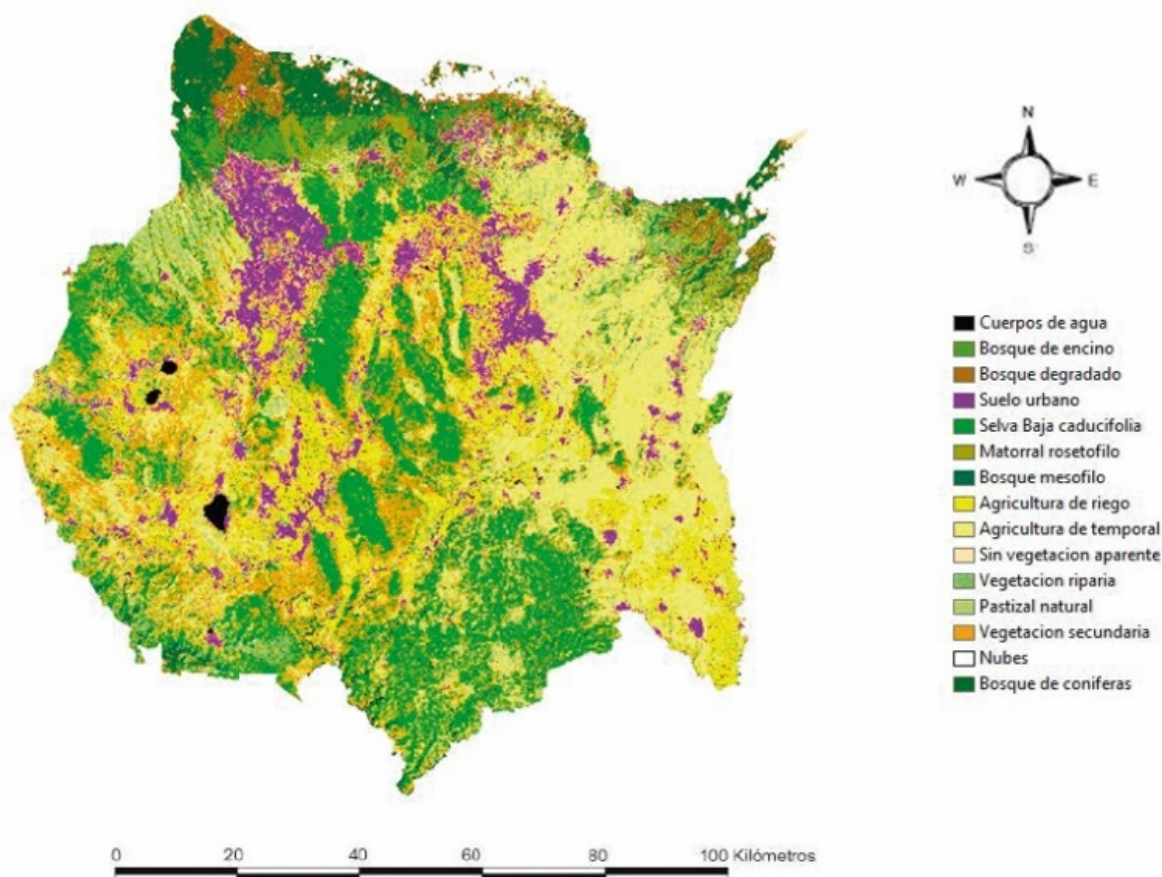 N
W E
S
Cuerpos de agua
Bosque de encino
Bosque degradado
Suelo urbano
Selva Baja caducifolia
Matorral rosetofilo
Bosque mesofilo
Agricultura de riego
Agricultura de temporal
Sin vegetacion aparente
Vegetacion riparia
Pastizal natural
Vegetacion secundaria
Nubes
Bosque de coniferas
0 20 40 60 80 100 Kilómetros